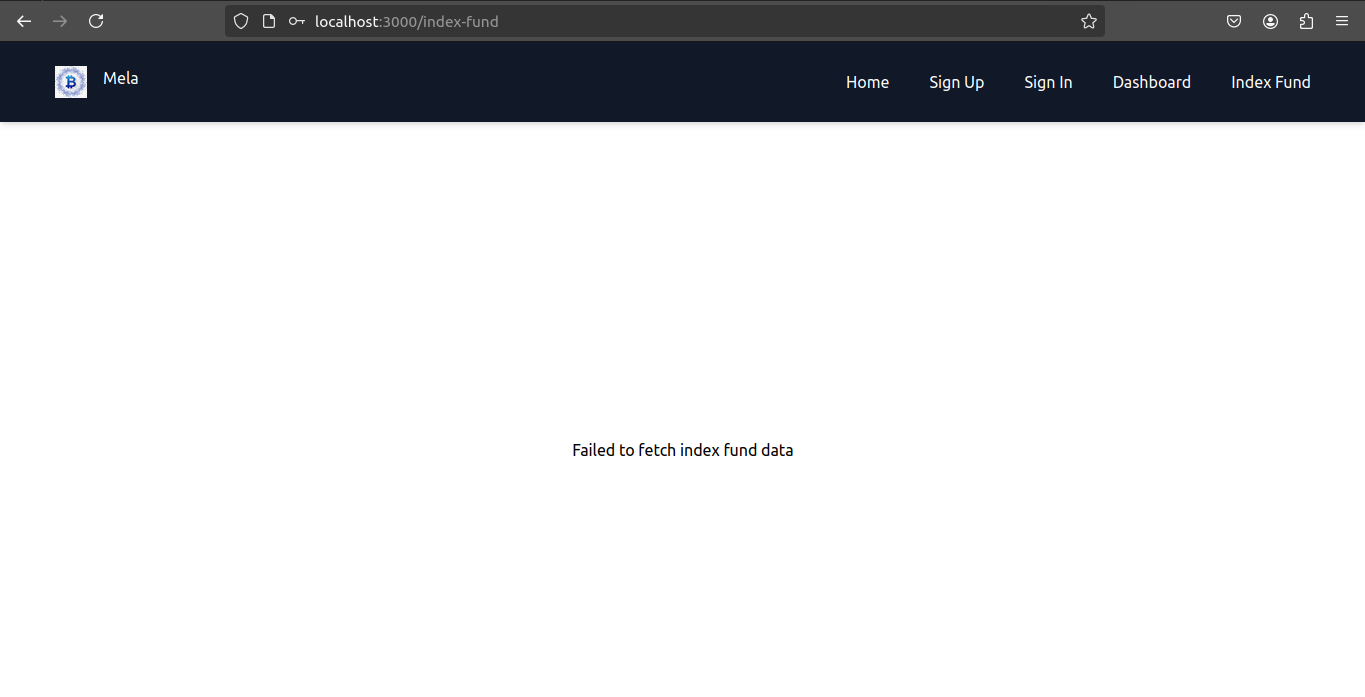 localhost:3000/index-fund
Mela
Home Sign Up Sign In Dashboard Index Fund
Failed to fetch index fund data